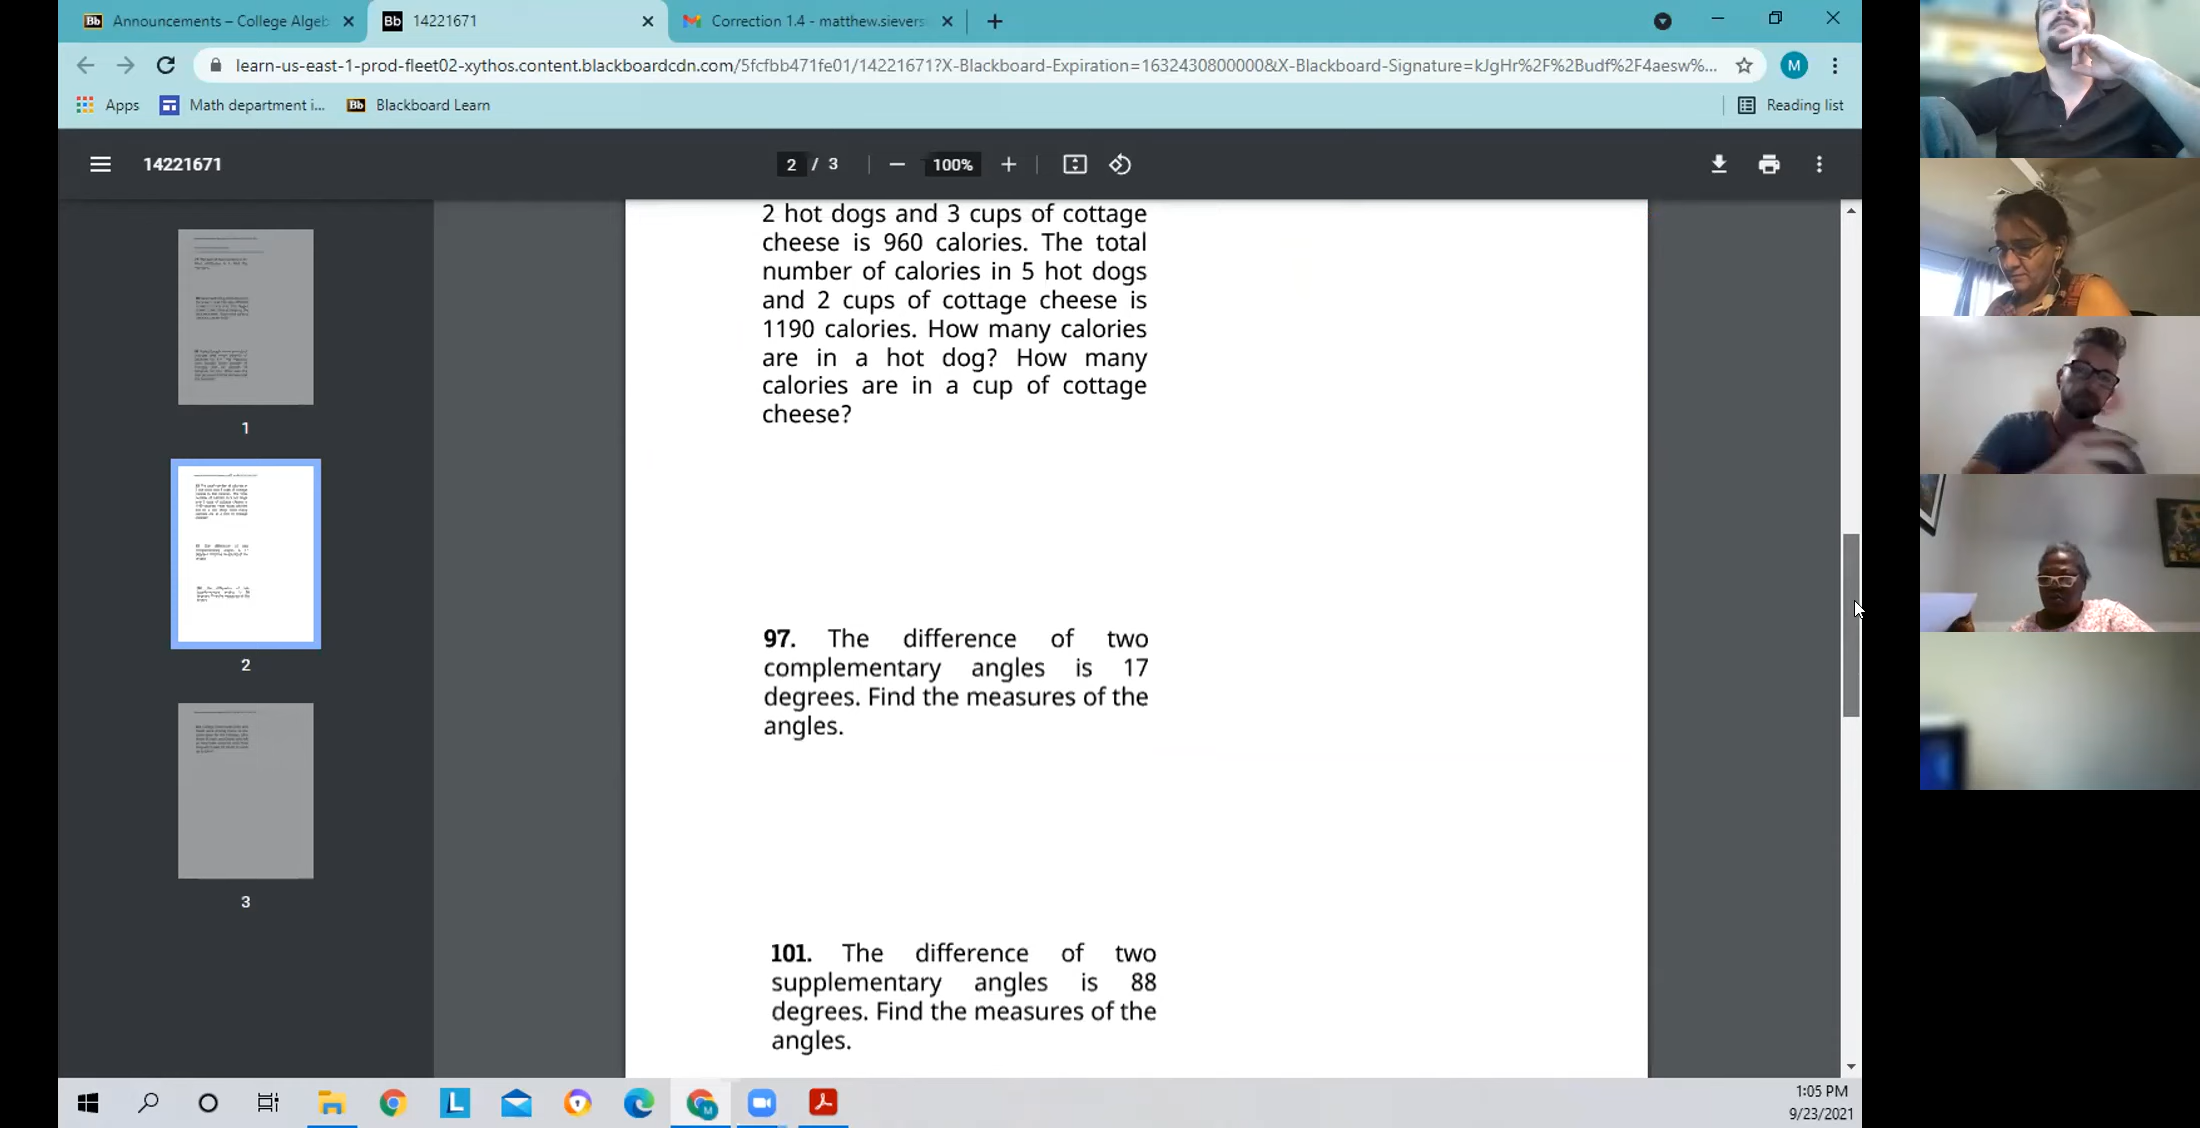 Announcements – College Algeb
14221671
Correction 1.4 - matthew.sievers
learn-us-east-1-prod-fleet02-xythos.content.blackboardcdn.com/5fcfbb471fe01/14221671?X-Blackboard-Expiration=1632430800000&X-Blackboard-Signature=kJgHr%2F%2Budf%2F4aesw%...
M
Apps
Math department i...
Bb Blackboard Learn
Reading list
14221671
2 / 3
100%
1
2
3
2 hot dogs and 3 cups of cottage
cheese is 960 calories. The total
number of calories in 5 hot dogs
and 2 cups of cottage cheese is
1190 calories. How many calories
are in a hot dog? How many
calories are in a cup of cottage
cheese?
97. The difference of two
complementary angles is 17
degrees. Find the measures of the
angles.
101. The difference of two
supplementary angles is 88
degrees. Find the measures of the
angles.
1:05 PM
9/23/2021